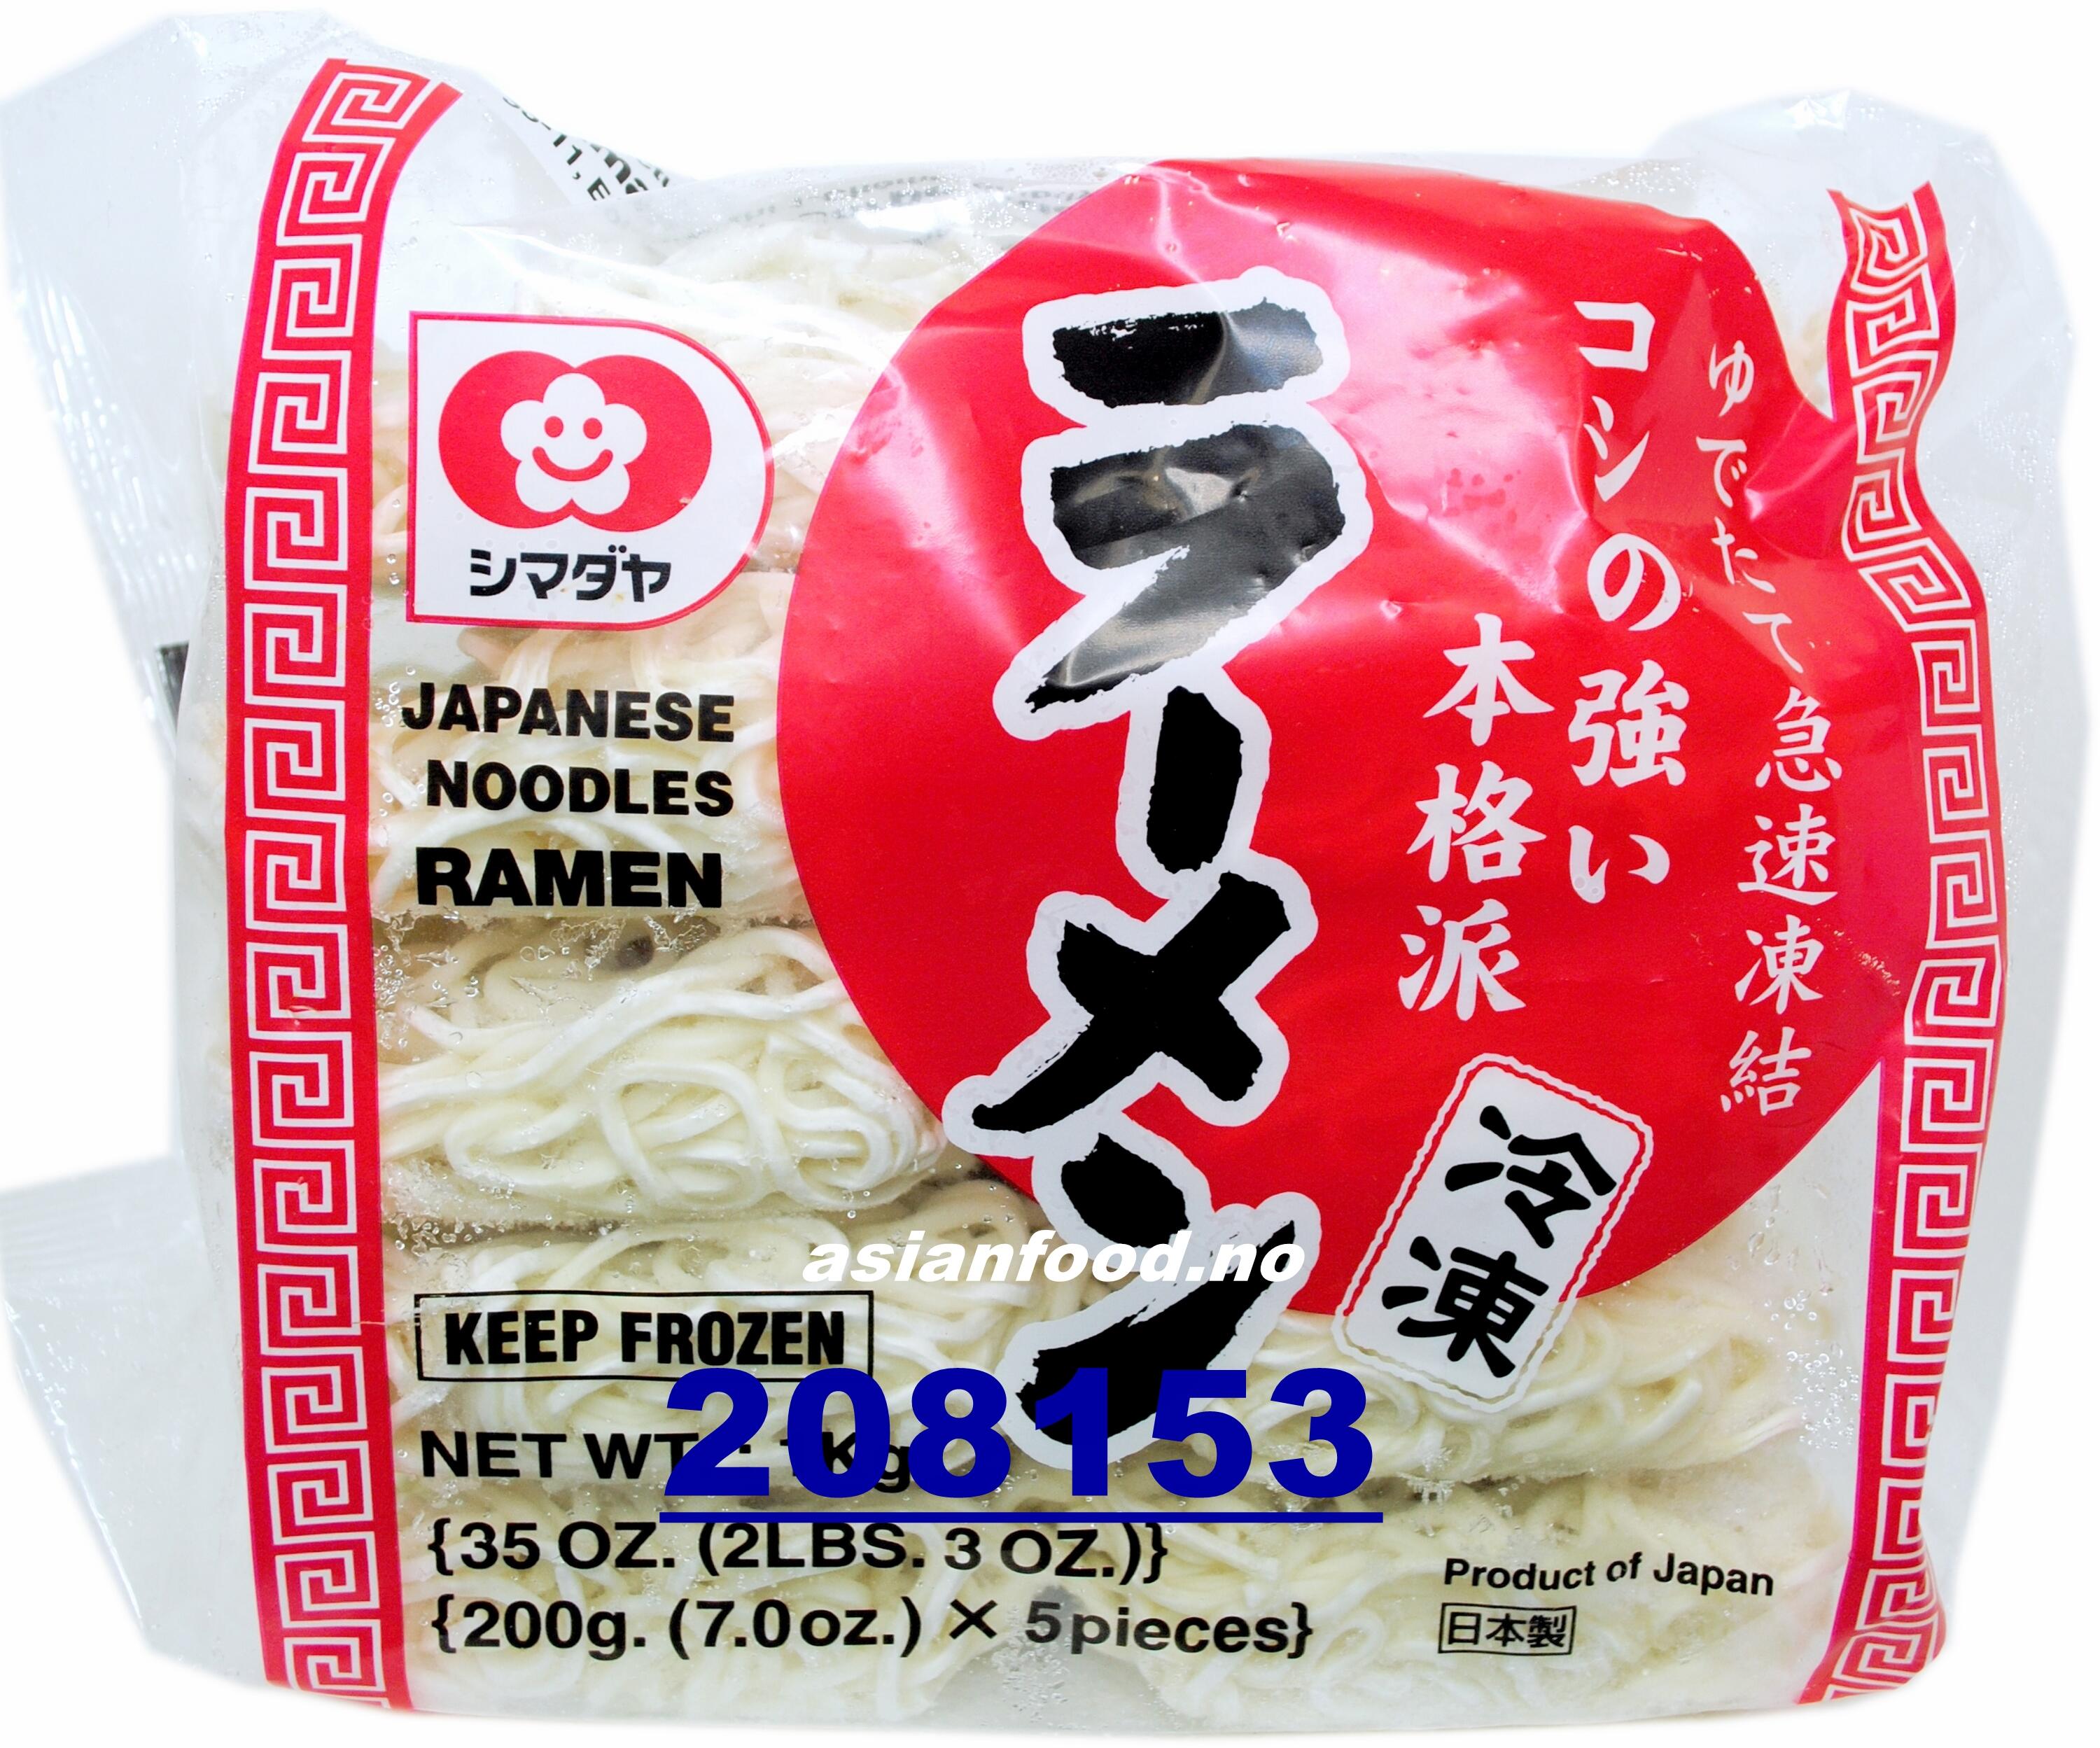 シマダヤ
JAPANESE
NOODLES
RAMEN
ラーメン
ゆでたて急速凍結
コシの強い
本格派
冷凍
asianfood.no
KEEP FROZEN
208153
NET WT.: 1Kg
{35 OZ. (2LBS. 3 OZ.)}
{200g. (7.0oz.) × 5pieces}
Product of Japan
日本製